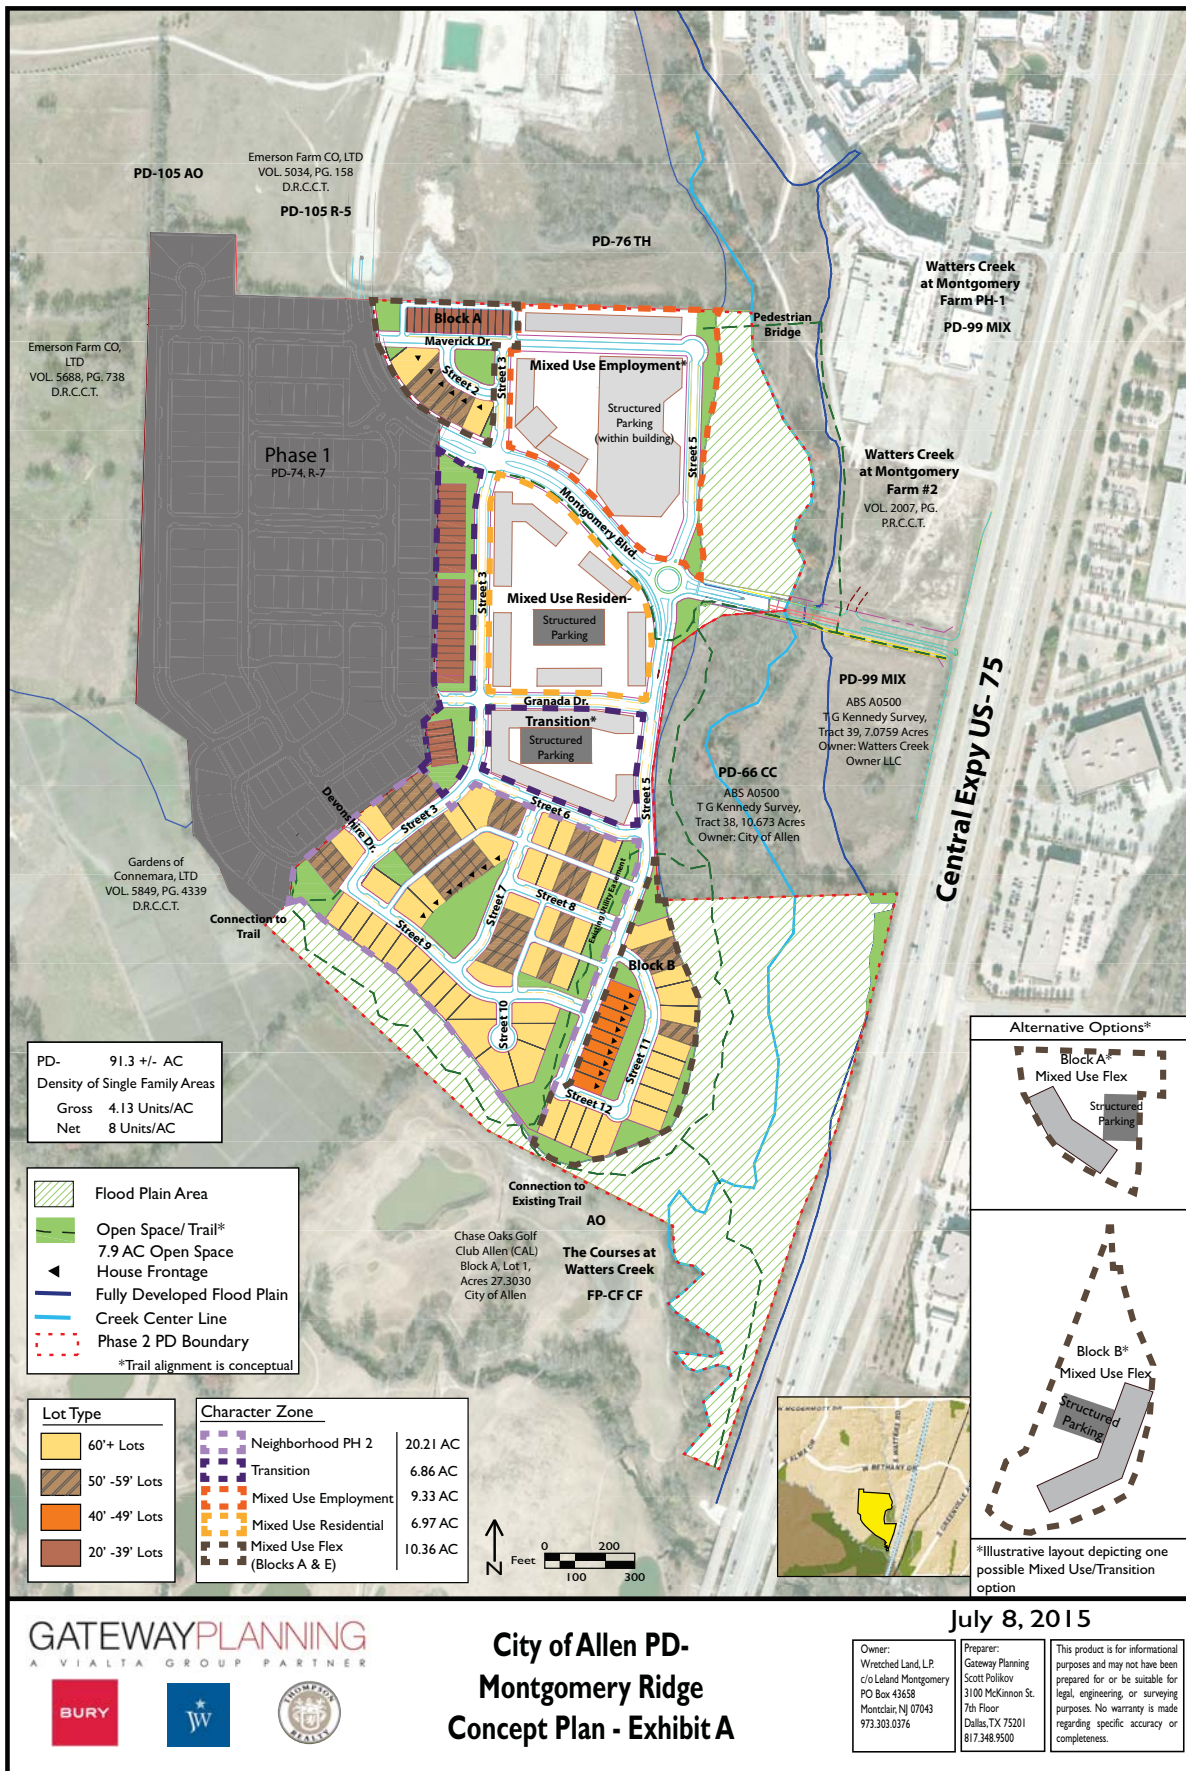 PD-105 AO
Emerson Farm CO, LTD
VOL. 5034, PG. 158
D.R.C.C.T.
PD-105 R-5
PD-76 TH
Watters Creek
at Montgomery
Farm PH-1
PD-99 MIX
Pedestrian
Bridge
Emerson Farm CO,
LTD
VOL. 5688, PG. 738
D.R.C.C.T.
Block A
Maverick Dr.
Street 2
Street 3
Mixed Use Employment*
Structured
Parking
(within building)
Street 5
Phase 1
PD-74, R-7
Watters Creek
at Montgomery
Farm #2
VOL. 2007, PG.
P.R.C.C.T.
Montgomery Blvd.
Street 3
Mixed Use Residen-
Structured
Parking
Granada Dr.
Transition*
Structured
Parking
Street 5
PD-99 MIX
ABS A0500
T G Kennedy Survey,
Tract 39, 7.0759 Acres
Owner: Watters Creek
Owner LLC
PD-66 CC
ABS A0500
T G Kennedy Survey,
Tract 38, 10.673 Acres
Owner: City of Allen
Central Expy US- 75
Devonshire Dr.
Street 3
Street 6
Street 7
Street 8
Existing Utility Easement
Street 9
Street 10
Block B
Street 11
Street 12
Gardens of
Connemara, LTD
VOL. 5849, PG. 4339
D.R.C.C.T.
Connection to
Trail
Connection to
Existing Trail
AO
Chase Oaks Golf
Club Allen (CAL)
Block A, Lot 1,
Acres 27.3030
City of Allen
The Courses at
Watters Creek
FP-CF CF
PD- 91.3 +/- AC
Density of Single Family Areas
Gross 4.13 Units/AC
Net 8 Units/AC
Flood Plain Area
Open Space/ Trail*
7.9 AC Open Space
House Frontage
Fully Developed Flood Plain
Creek Center Line
Phase 2 PD Boundary
*Trail alignment is conceptual
Lot Type
60'+ Lots
50' -59' Lots
40' -49' Lots
20' -39' Lots
Character Zone
Neighborhood PH 2 20.21 AC
Transition 6.86 AC
Mixed Use Employment 9.33 AC
Mixed Use Residential 6.97 AC
Mixed Use Flex 10.36 AC
(Blocks A & E)
N
Feet
0 200
100 300
W MCDERMOTT DR
S ALMA DR
S WATTERS RD
W BETHANY DR
S GREENVILLE AV
Alternative Options*
Block A*
Mixed Use Flex
Structured
Parking
Block B*
Mixed Use Flex
Structured
Parking
*Illustrative layout depicting one
possible Mixed Use/Transition
option
GATEWAYPLANNING
A VIALTA GROUP PARTNER
BURY
JW
THOMPSON
REALTY
City of Allen PD-
Montgomery Ridge
Concept Plan - Exhibit A
July 8, 2015
Owner:
Wretched Land, L.P.
c/o Leland Montgomery
PO Box 43658
Montclair, NJ 07043
973.303.0376
Preparer:
Gateway Planning
Scott Polikov
3100 McKinnon St.
7th Floor
Dallas, TX 75201
817.348.9500
This product is for informational
purposes and may not have been
prepared for or be suitable for
legal, engineering, or surveying
purposes. No warranty is made
regarding specific accuracy or
completeness.